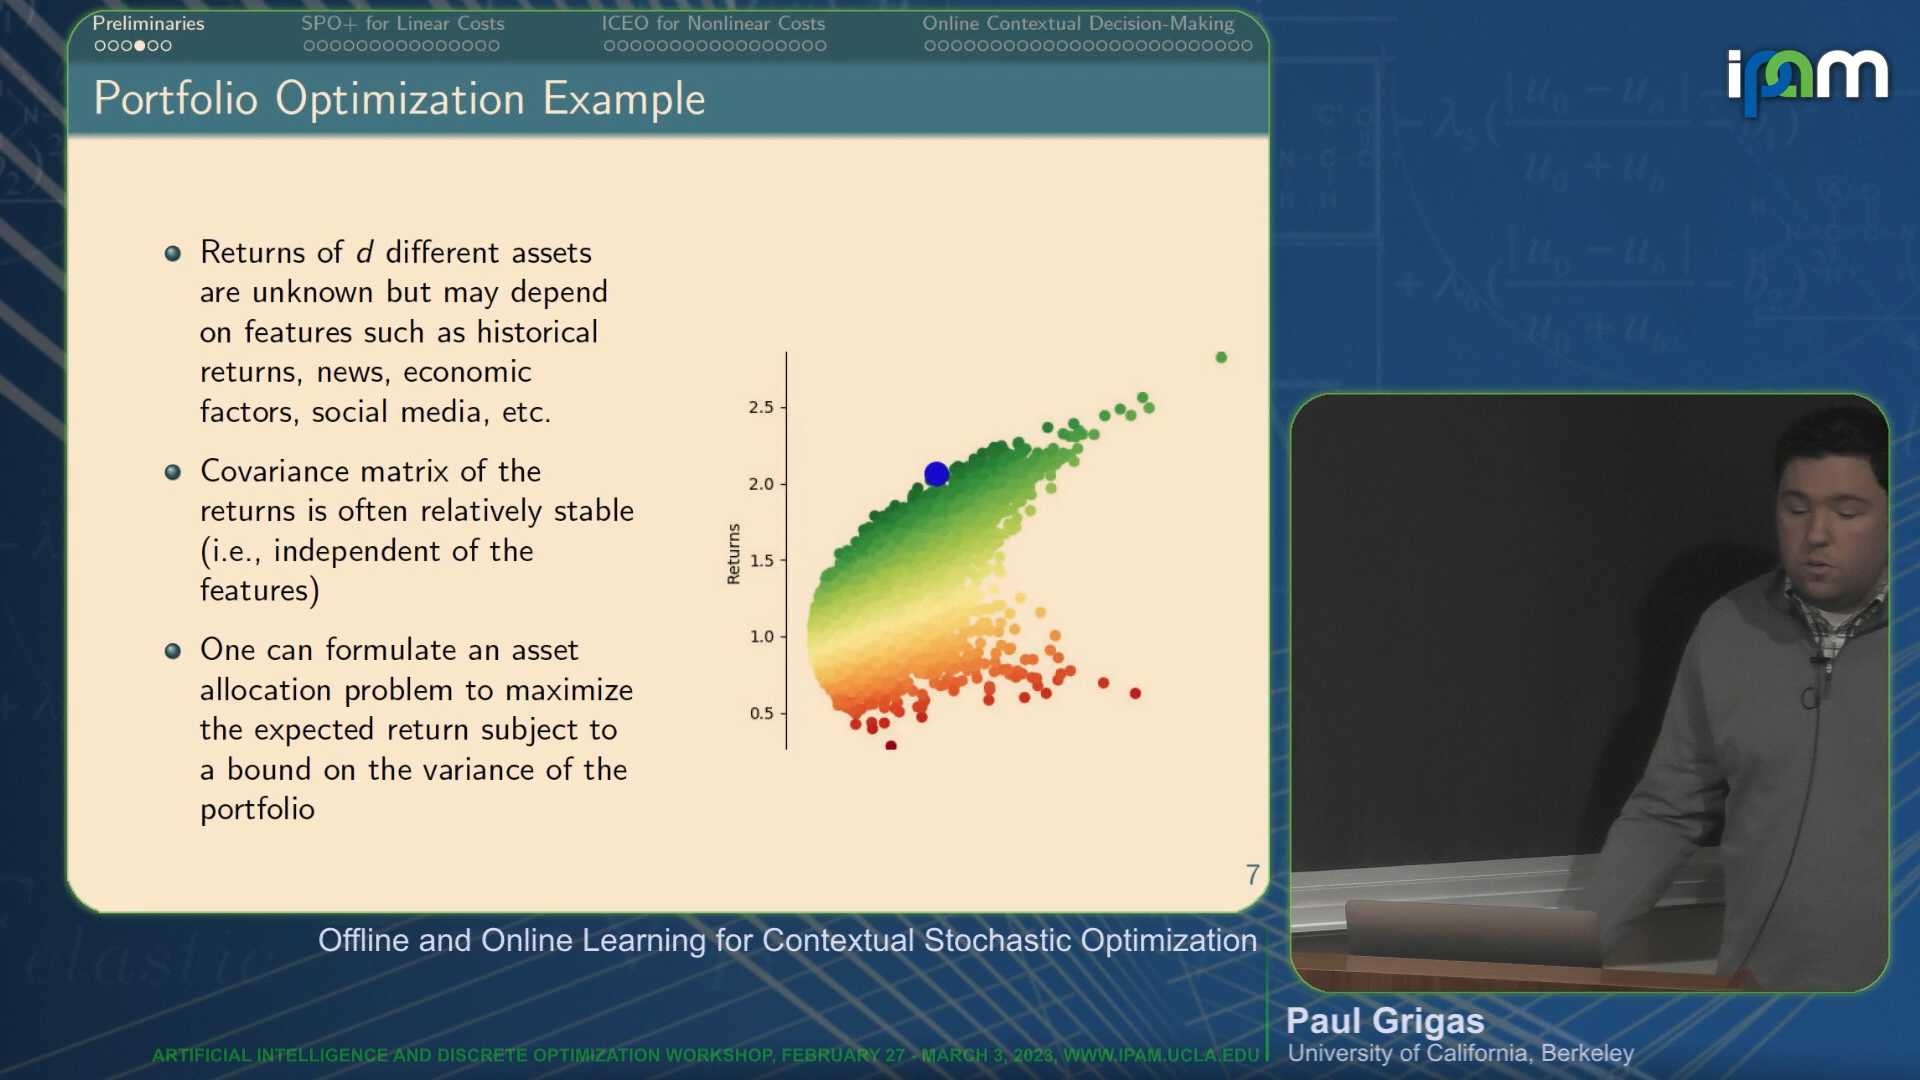 Preliminaries
SPO+ for Linear Costs
ICEO for Nonlinear Costs
Online Contextual Decision-Making
Portfolio Optimization Example
Returns of d different assets
are unknown but may depend
on features such as historical
returns, news, economic
factors, social media, etc.
Covariance matrix of the
returns is often relatively stable
(i.e., independent of the
features)
One can formulate an asset
allocation problem to maximize
the expected return subject to
a bound on the variance of the
portfolio
Returns
2.5
2.0
1.5
1.0
0.5
7
ipam
Offline and Online Learning for Contextual Stochastic Optimization
Paul Grigas
University of California, Berkeley
ARTIFICIAL INTELLIGENCE AND DISCRETE OPTIMIZATION WORKSHOP, FEBRUARY 27 - MARCH 3, 2023, WWW.IPAM.UCLA.EDU
elastic